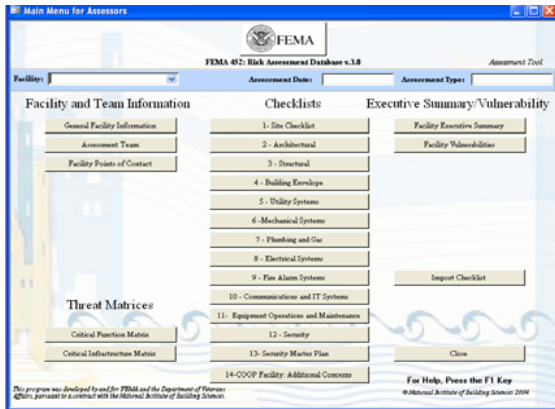 Main Menu for Assessors
FEMA
FEMA 452: Risk Assessment Database v.3.0
Assessment Tool
Facility:
Assessment Date:
Assessment Type:
Facility and Team Information
General Facility Information
Assessment Team
Facility Points of Contact
Threat Matrices
Critical Function Matrix
Critical Infrastructure Matrix
Checklists
1- Site Checklist
2 - Architectural
3 - Structural
4 - Building Envelope
5 - Utility Systems
6 -Mechanical Systems
7 - Plumbing and Gas
8 - Electrical Systems
9 - Fire Alarm Systems
10 - Communications and IT Systems
11- Equipment Operations and Maintenance
12 - Security
13- Security Master Plan
14-COOP Facility: Additional Concerns
Executive Summary/Vulnerability
Facility Executive Summary
Facility Vulnerabilities
Import Checklist
Close
For Help, Press the F1 Key
© National Institute of Building Sciences 2004
This program was developed by and for FEMA and the Department of Veterans
Affairs, pursuant to a contract with the National Institute of Building Sciences.